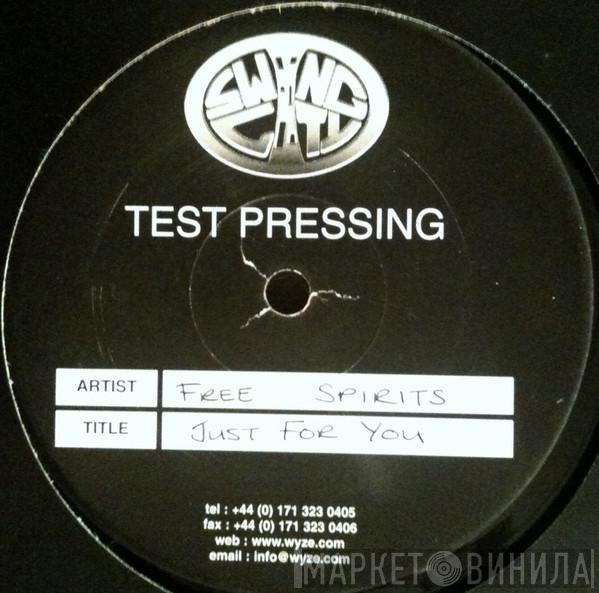 SWING
CITY
TEST PRESSING
ARTIST FREE SPIRITS
TITLE JUST FOR YOU
tel : +44 (0) 171 323 0405
fax : +44 (0) 171 323 0406
web : www.wyze.com
email : info@wyze.com
МАРКЕТ ВИНИЛА